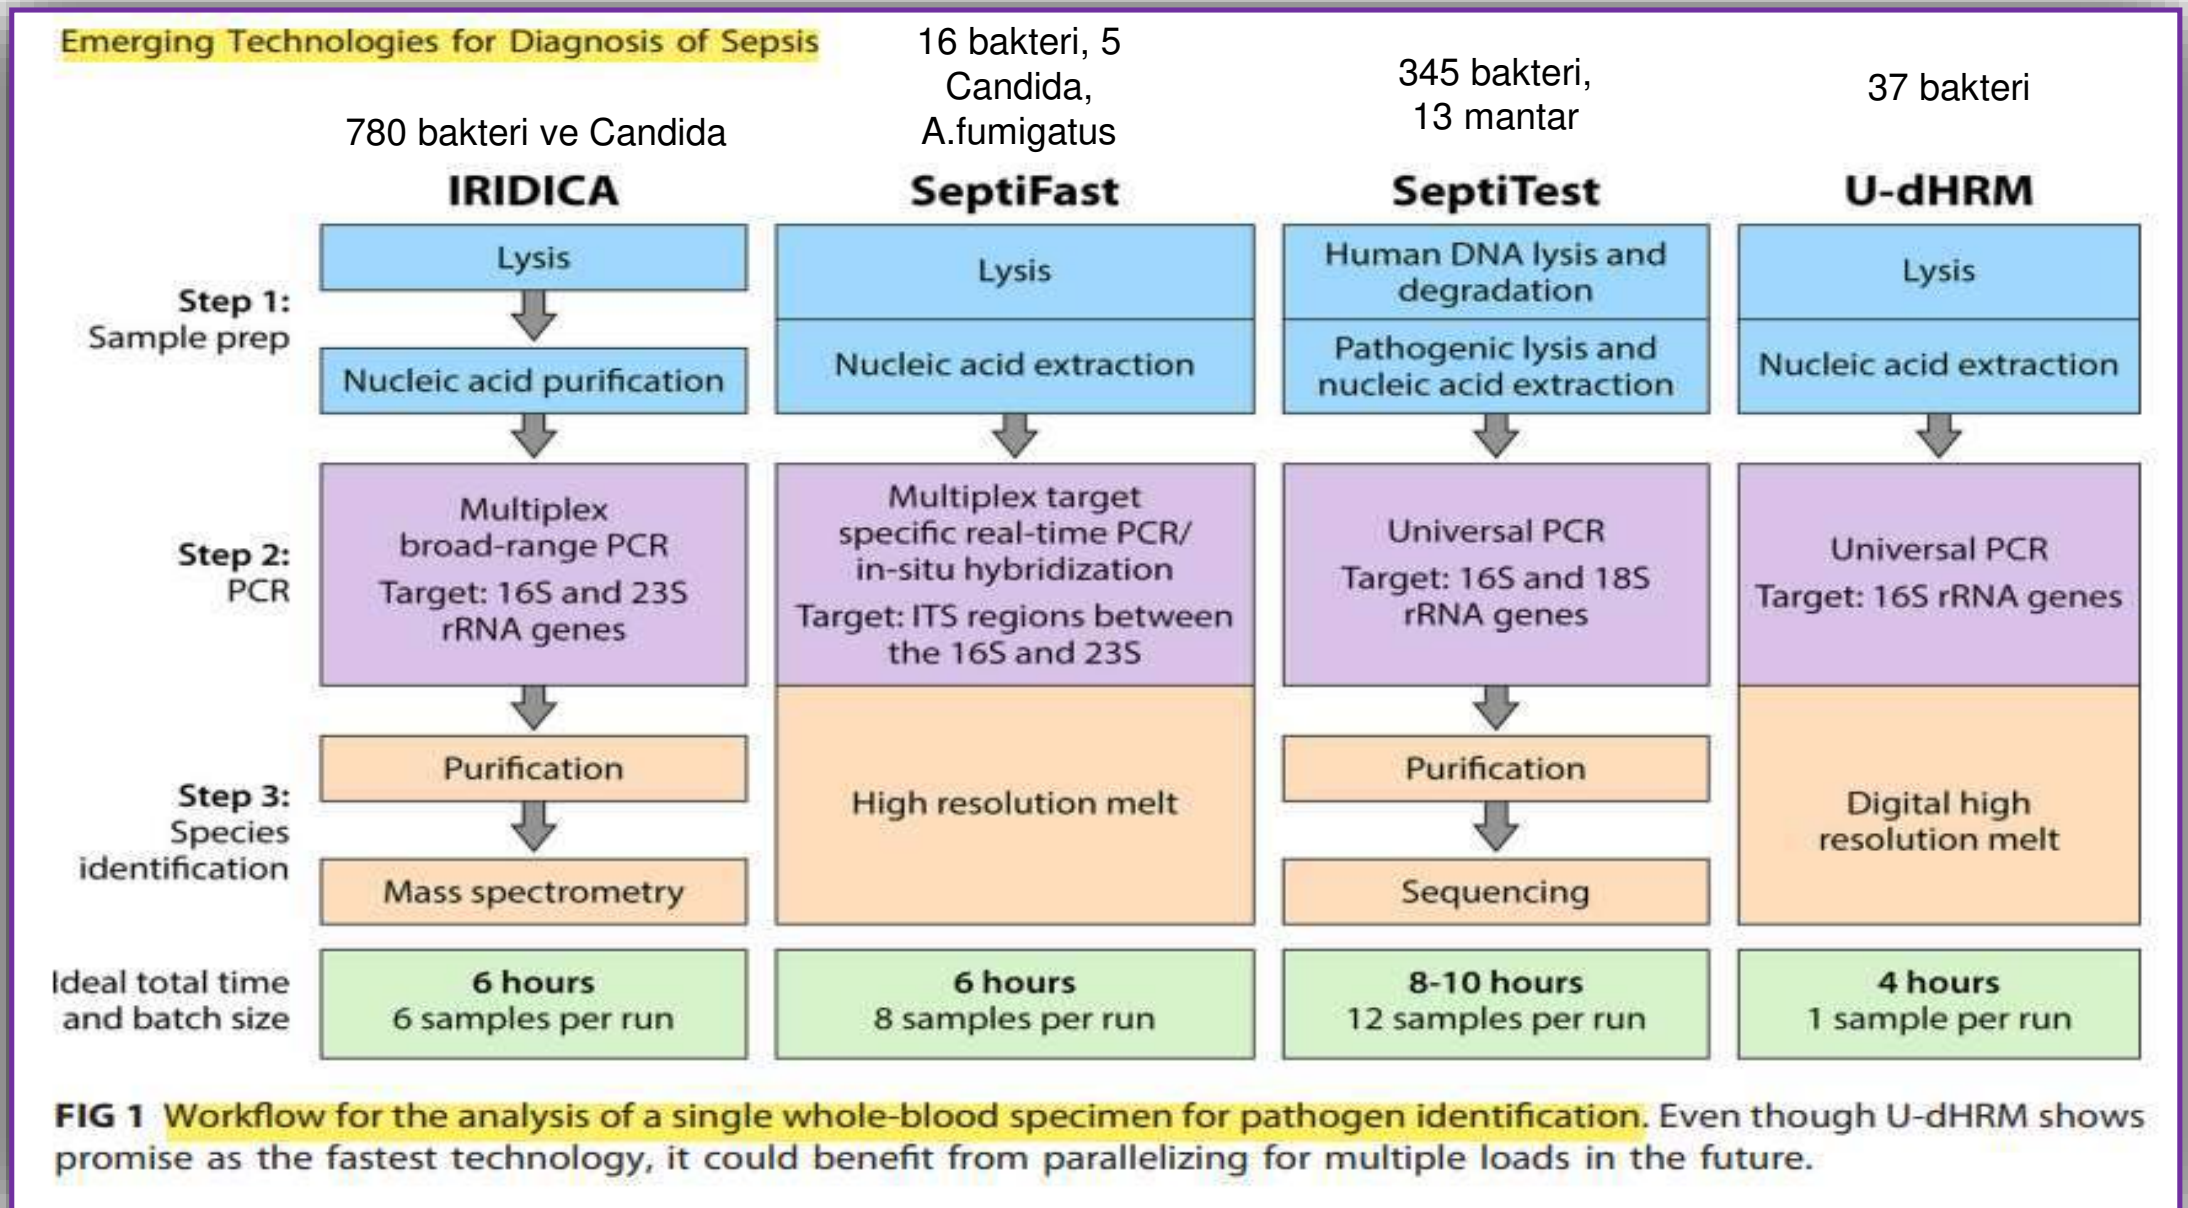 Emerging Technologies for Diagnosis of Sepsis
780 bakteri ve Candida
16 bakteri, 5
Candida,
A.fumigatus
345 bakteri,
13 mantar
37 bakteri
IRIDICA
SeptiFast
SeptiTest
U-dHRM
Step 1:
Sample prep
Lysis
Nucleic acid purification
Lysis
Nucleic acid extraction
Human DNA lysis and
degradation
Pathogenic lysis and
nucleic acid extraction
Lysis
Nucleic acid extraction
Step 2:
PCR
Multiplex
broad-range PCR
Target: 16S and 23S
rRNA genes
Multiplex target
specific real-time PCR/
in-situ hybridization
Target: ITS regions between
the 16S and 23S
Universal PCR
Target: 16S and 18S
rRNA genes
Universal PCR
Target: 16S rRNA genes
Step 3:
Species
identification
Purification
Mass spectrometry
High resolution melt
Purification
Sequencing
Digital high
resolution melt
Ideal total time
and batch size
6 hours
6 samples per run
6 hours
8 samples per run
8-10 hours
12 samples per run
4 hours
1 sample per run
FIG 1 Workflow for the analysis of a single whole-blood specimen for pathogen identification. Even though U-dHRM shows
promise as the fastest technology, it could benefit from parallelizing for multiple loads in the future.